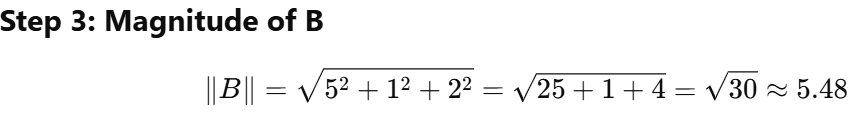 Step 3: Magnitude of B
∥B∥ = √(5² + 1² + 2²) = √(25 + 1 + 4) = √30 ≈ 5.48